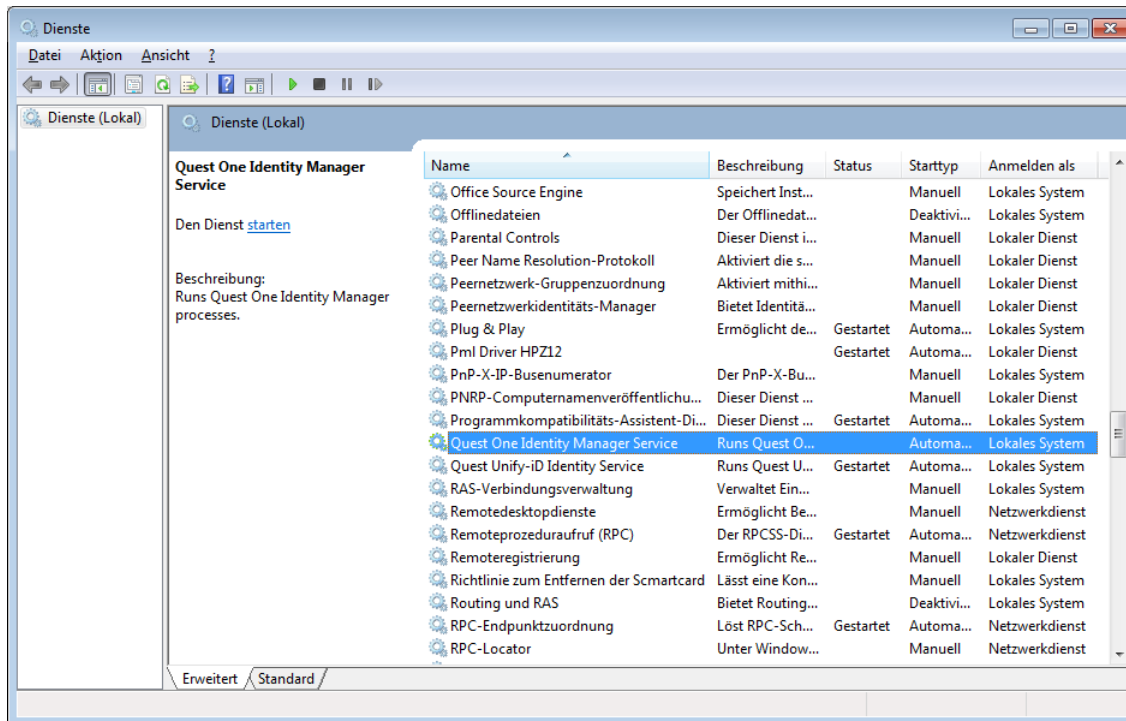 Dienste
Datei Aktion Ansicht ?
Dienste (Lokal)
Dienste (Lokal)
Quest One Identity Manager
Service
Den Dienst starten
Beschreibung:
Runs Quest One Identity Manager
processes.
Name Beschreibung Status Starttyp Anmelden als
Office Source Engine Speichert Inst... Manuell Lokales System
Offlinedateien Der Offlinedat... Deaktivi... Lokales System
Parental Controls Dieser Dienst i... Manuell Lokaler Dienst
Peer Name Resolution-Protokoll Aktiviert die s... Manuell Lokaler Dienst
Peernetzwerk-Gruppenzuordnung Aktiviert mithi... Manuell Lokaler Dienst
Peernetzwerkidentitäts-Manager Bietet Identitä... Manuell Lokaler Dienst
Plug & Play Ermöglicht de... Gestartet Automa... Lokales System
Pml Driver HPZ12 Gestartet Automa... Lokaler Dienst
PnP-X-IP-Busenumerator Der PnP-X-Bu... Manuell Lokales System
PNRP-Computernamenveröffentlichu... Dieser Dienst ... Manuell Lokaler Dienst
Programmkompatibilitäts-Assistent-Di... Dieser Dienst ... Gestartet Automa... Lokales System
Quest One Identity Manager Service Runs Quest O... Automa... Lokales System
Quest Unify-iD Identity Service Runs Quest U... Gestartet Automa... Lokales System
RAS-Verbindungsverwaltung Verwaltet Ein... Manuell Lokales System
Remotedesktopdienste Ermöglicht Be... Manuell Netzwerkdienst
Remoteprozeduraufruf (RPC) Der RPCSS-Di... Gestartet Automa... Netzwerkdienst
Remoteregistrierung Ermöglicht Re... Manuell Lokaler Dienst
Richtlinie zum Entfernen der Scmartcard Lässt eine Kon... Manuell Lokales System
Routing und RAS Bietet Routing... Deaktivi... Lokales System
RPC-Endpunktzuordnung Löst RPC-Sch... Gestartet Automa... Netzwerkdienst
RPC-Locator Unter Window... Manuell Netzwerkdienst
Erweitert Standard